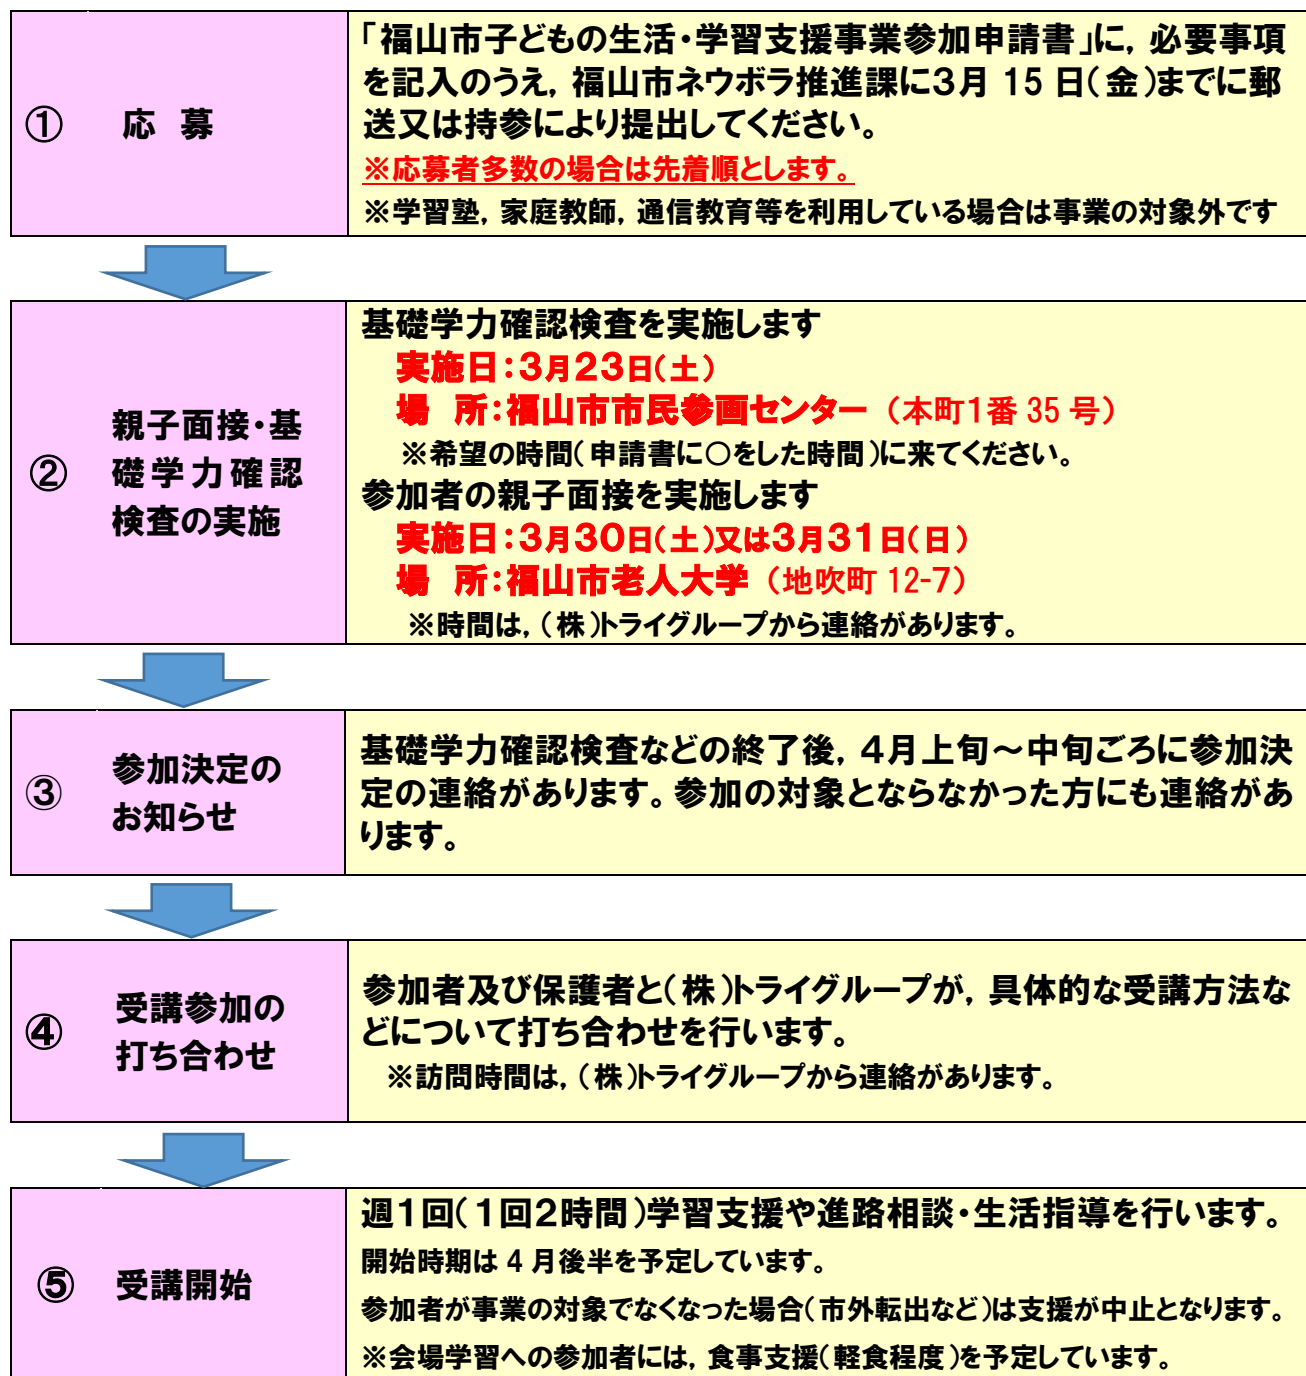 ① 応 募
「福山市子どもの生活・学習支援事業参加申請書」に，必要事項
を記入のうえ，福山市ネウボラ推進課に３月 15 日（金）までに郵
送又は持参により提出してください。
※応募者多数の場合は先着順とします。
※学習塾，家庭教師，通信教育等を利用している場合は事業の対象外です
② 親子面接・基
礎学力確認
検査の実施
基礎学力確認検査を実施します
実施日：３月２３日（土）
場 所：福山市市民参画センター （本町１番 35 号）
※希望の時間（申請書に○をした時間）に来てください。
参加者の親子面接を実施します
実施日：３月３０日（土）又は３月３１日（日）
場 所：福山市老人大学 （地吹町 12-7）
※時間は，（株）トライグループから連絡があります。
③ 参加決定の
お知らせ
基礎学力確認検査などの終了後，４月上旬～中旬ごろに参加決
定の連絡があります。参加の対象とならなかった方にも連絡があ
ります。
④ 受講参加の
打ち合わせ
参加者及び保護者と（株）トライグループが，具体的な受講方法な
どについて打ち合わせを行います。
※訪問時間は，（株）トライグループから連絡があります。
⑤ 受講開始
週１回（１回２時間）学習支援や進路相談・生活指導を行います。
開始時期は 4 月後半を予定しています。
参加者が事業の対象でなくなった場合（市外転出など）は支援が中止となります。
※会場学習への参加者には，食事支援（軽食程度）を予定しています。